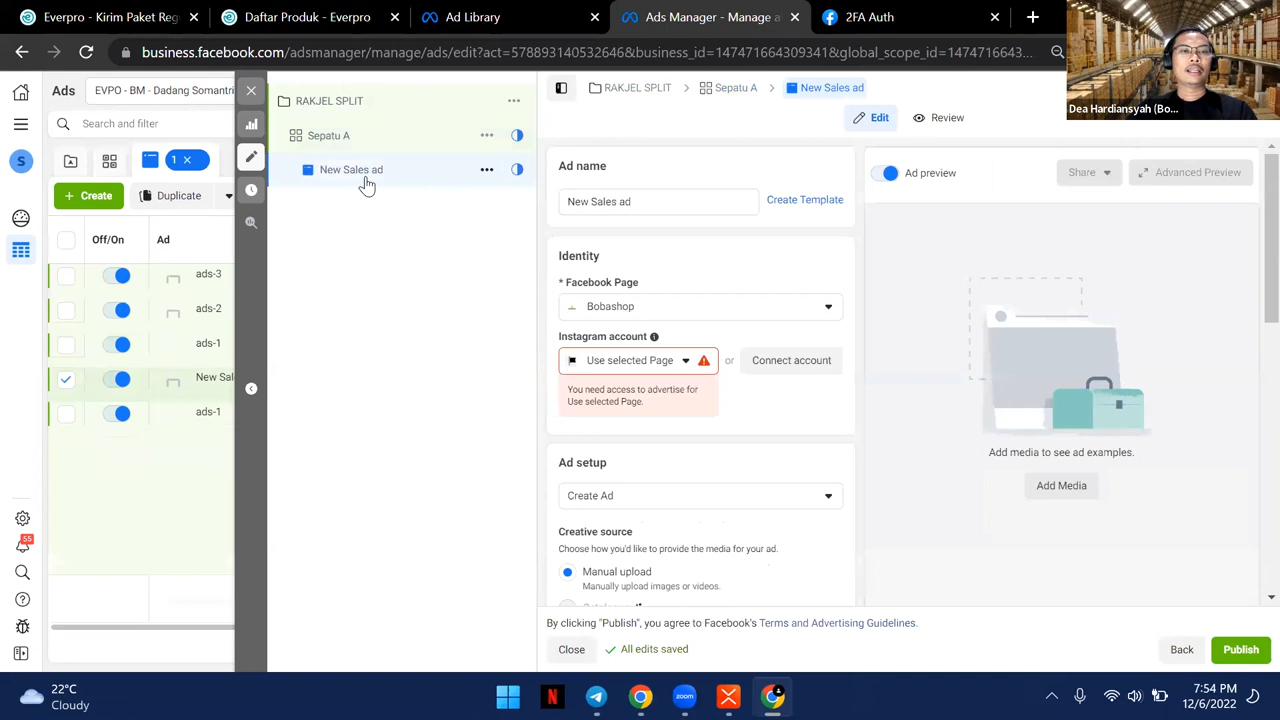 Everpro - Kirim Paket Reg
Daftar Produk - Everpro
Ad Library
Ads Manager - Manage a
2FA Auth
business.facebook.com/adsmanager/manage/ads/edit?act=578893140532646&business_id=147471664309341&global_scope_id=1474716643093...
Dea Hardiansyah (Bo...
Ads
EVPO - BM - Dadang Somantri
Search and filter
1
Create
Duplicate
Off/On
Ad
ads-3
ads-2
ads-1
New Sal
ads-1
S
55
RAKJEL SPLIT
Sepatu A
New Sales ad
RAKJEL SPLIT
Sepatu A
New Sales ad
Edit
Review
Ad name
New Sales ad
Create Template
Identity
* Facebook Page
Bobashop
Instagram account
Use selected Page
or
Connect account
You need access to advertise for
Use selected Page.
Ad setup
Create Ad
Creative source
Choose how you'd like to provide the media for your ad.
Manual upload
Manually upload images or videos.
Ad preview
Share
Advanced Preview
Add media to see ad examples.
Add Media
By clicking "Publish", you agree to Facebook's Terms and Advertising Guidelines.
Close
All edits saved
Back
Publish
22°C
Cloudy
7:54 PM
12/6/2022